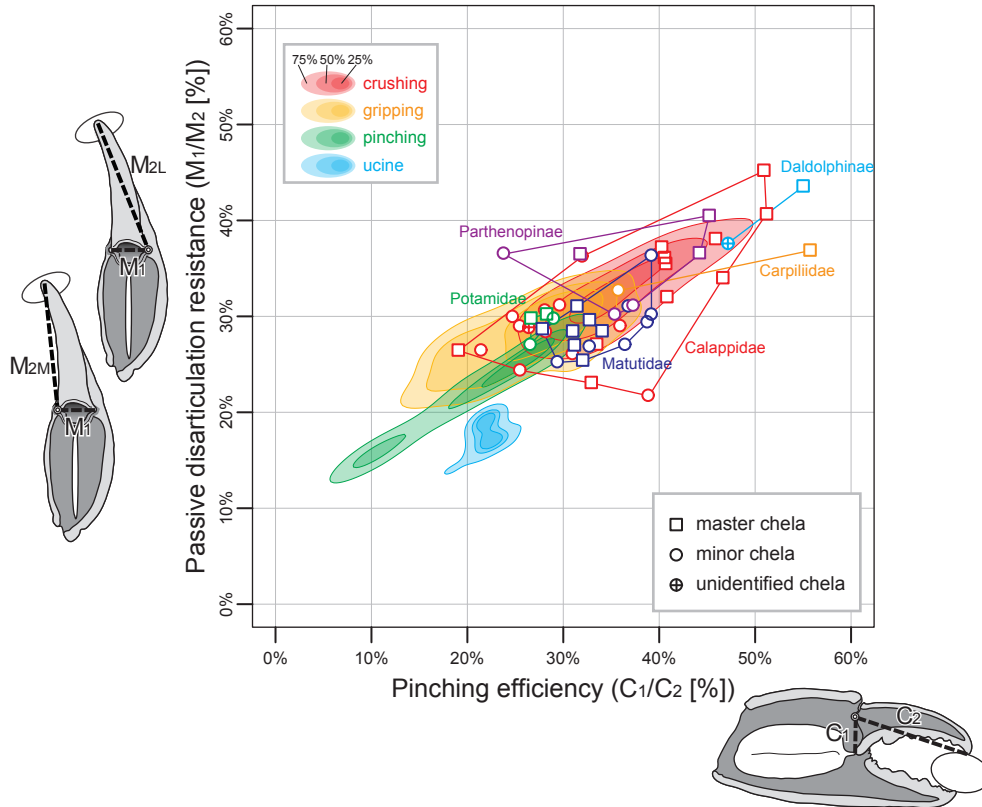 60%
50%
40%
30%
20%
10%
0%
Passive disarticulation resistance (M1/M2 [%])
75% 50% 25%
crushing
gripping
pinching
ucine
M2L
M1
M2M
M1
Daldolphinae
Parthenopinae
Carpiliidae
Potamidae
Matutidae
Calappidae
master chela
minor chela
unidentified chela
0% 10% 20% 30% 40% 50% 60%
Pinching efficiency (C1/C2 [%])
C1
C2